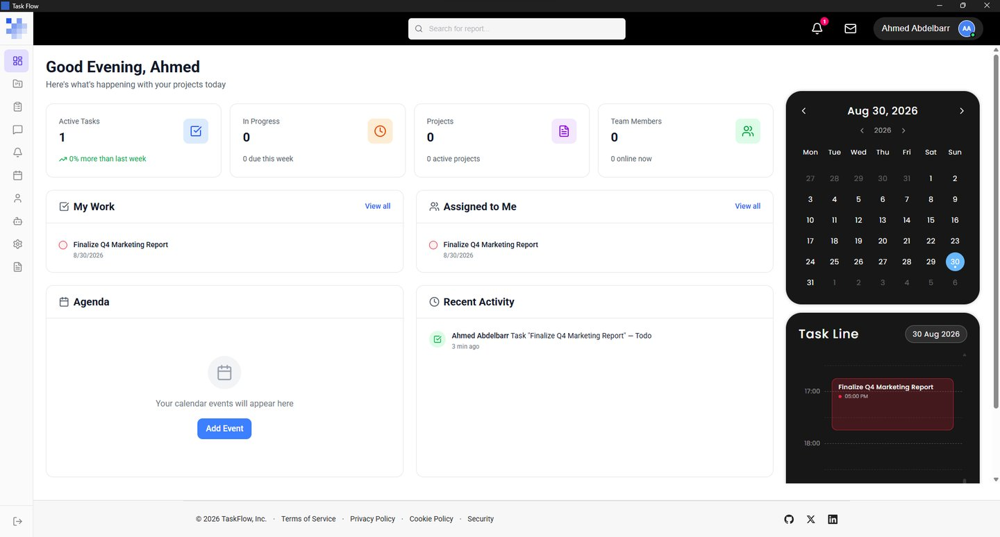 Task Flow
Search for report...
1
Ahmed Abdelbarr
AA
Good Evening, Ahmed
Here's what's happening with your projects today
Active Tasks
1
0% more than last week
In Progress
0
0 due this week
Projects
0
0 active projects
Team Members
0
0 online now
My Work
View all
Finalize Q4 Marketing Report
8/30/2026
Assigned to Me
View all
Finalize Q4 Marketing Report
8/30/2026
Agenda
Your calendar events will appear here
Add Event
Recent Activity
Ahmed Abdelbarr Task "Finalize Q4 Marketing Report" — Todo
3 min ago
Aug 30, 2026
2026
Mon Tue Wed Thu Fri Sat Sun
27 28 29 30 31 1 2
3 4 5 6 7 8 9
10 11 12 13 14 15 16
17 18 19 20 21 22 23
24 25 26 27 28 29 30
31 1 2 3 4 5 6
Task Line
30 Aug 2026
Finalize Q4 Marketing Report
17:00
05:00 PM
18:00
© 2026 TaskFlow, Inc. · Terms of Service · Privacy Policy · Cookie Policy · Security